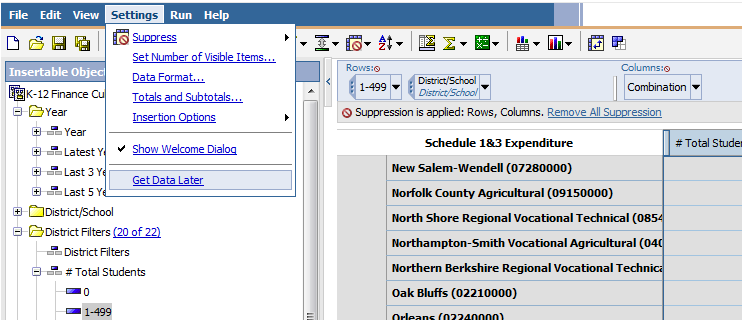 File Edit View Settings Run Help
Suppress
Set Number of Visible Items...
Data Format...
Totals and Subtotals...
Insertion Options
Show Welcome Dialog
Get Data Later
Insertable Objec
K-12 Finance Cu
Year
Year
Latest Ye
Last 3 Y
Last 5 Y
District/School
District Filters (20 of 22)
District Filters
# Total Students
0
1-499
Rows:
1-499
District/School
District/School
Columns:
Combination
Suppression is applied: Rows, Columns. Remove All Suppression
Schedule 1&3 Expenditure
# Total Stude
New Salem-Wendell (07280000)
Norfolk County Agricultural (09150000)
North Shore Regional Vocational Technical (0854
Northampton-Smith Vocational Agricultural (040
Northern Berkshire Regional Vocational Technica
Oak Bluffs (02210000)
Orleans (02240000)